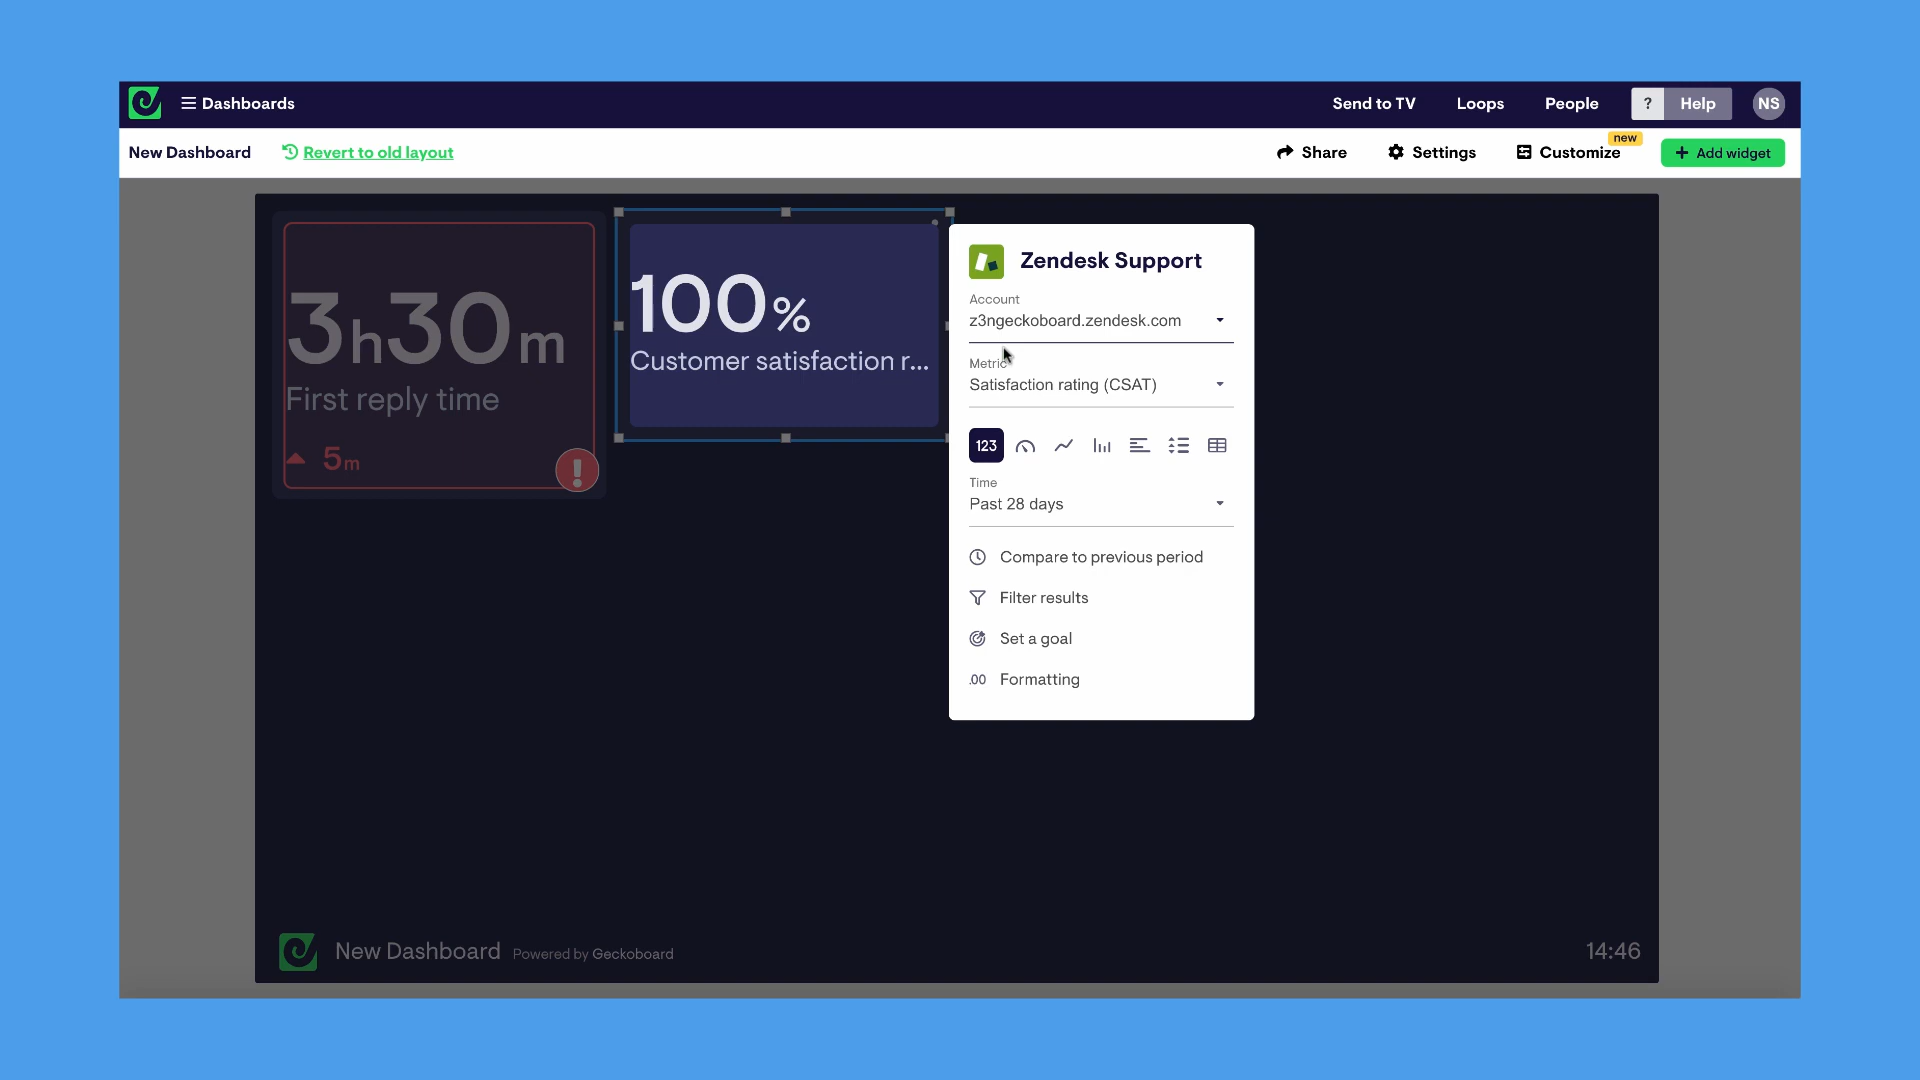 Dashboards
Send to TV
Loops
People
? Help
NS
New Dashboard
Revert to old layout
Share
Settings
Customize
new
+ Add widget
3h30m
First reply time
5m
!
100%
Customer satisfaction r...
Zendesk Support
Account
z3ngeckoboard.zendesk.com
Metric
Satisfaction rating (CSAT)
123
Time
Past 28 days
Compare to previous period
Filter results
Set a goal
.00 Formatting
New Dashboard Powered by Geckoboard
14:46